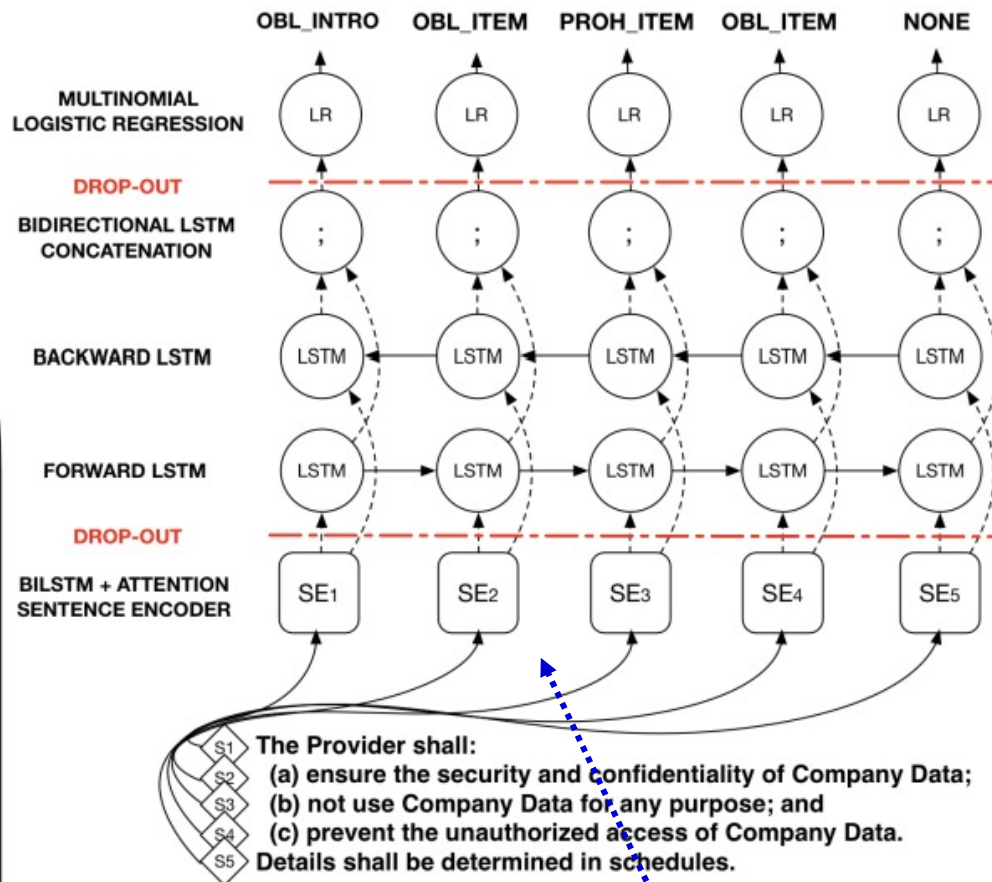 OBL_INTRO OBL_ITEM PROH_ITEM OBL_ITEM NONE
MULTINOMIAL
LOGISTIC REGRESSION
LR LR LR LR LR
DROP-OUT
BIDIRECTIONAL LSTM
CONCATENATION
; ; ; ; ;
BACKWARD LSTM
LSTM LSTM LSTM LSTM LSTM
FORWARD LSTM
LSTM LSTM LSTM LSTM LSTM
DROP-OUT
BILSTM + ATTENTION
SENTENCE ENCODER
SE1 SE2 SE3 SE4 SE5
S1 The Provider shall:
S2 (a) ensure the security and confidentiality of Company Data;
S3 (b) not use Company Data for any purpose; and
S4 (c) prevent the unauthorized access of Company Data.
S5 Details shall be determined in schedules.